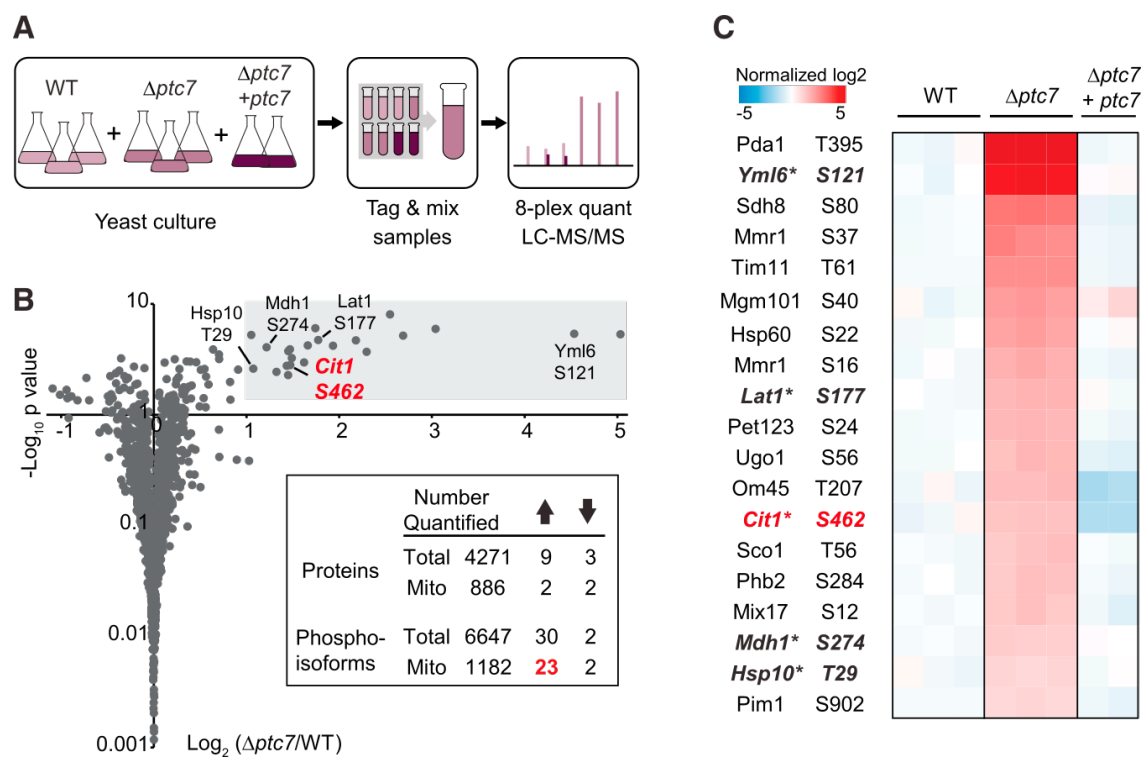 A
WT
Δptc7
Δptc7
+ptc7
+
+
Yeast culture
Tag & mix
samples
8-plex quant
LC-MS/MS
B
-Log10 p value
10
1
0.1
0.01
0.001
-1
0
1
2
3
4
5
Log2 (Δptc7/WT)
Hsp10
T29
Mdh1
S274
Lat1
S177
Cit1
S462
Yml6
S121
Number
Quantified
Proteins
Total 4271 9 3
Mito 886 2 2
Phospho-
isoforms
Total 6647 30 2
Mito 1182 23 2
C
Normalized log2
-5 5
WT
Δptc7
Δptc7
+ ptc7
Pda1 T395
Yml6* S121
Sdh8 S80
Mmr1 S37
Tim11 T61
Mgm101 S40
Hsp60 S22
Mmr1 S16
Lat1* S177
Pet123 S24
Ugo1 S56
Om45 T207
Cit1* S462
Sco1 T56
Phb2 S284
Mix17 S12
Mdh1* S274
Hsp10* T29
Pim1 S902